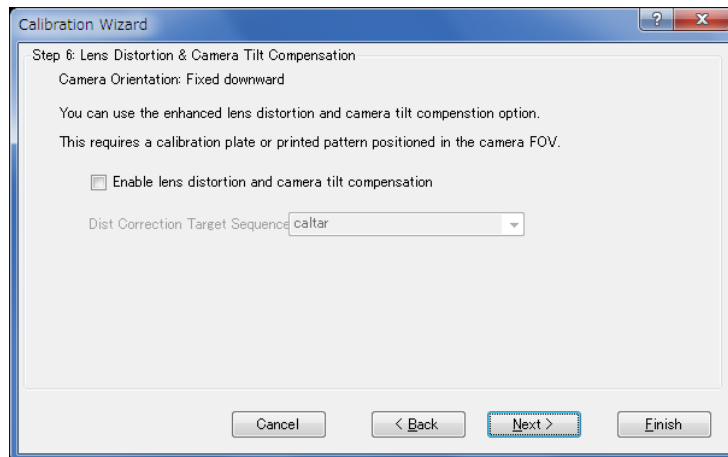 Calibration Wizard
Step 6: Lens Distortion & Camera Tilt Compensation
Camera Orientation: Fixed downward
You can use the enhanced lens distortion and camera tilt compenstion option.
This requires a calibration plate or printed pattern positioned in the camera FOV.
Enable lens distortion and camera tilt compensation
Dist Correction Target Sequence caltar
Cancel < Back Next > Finish